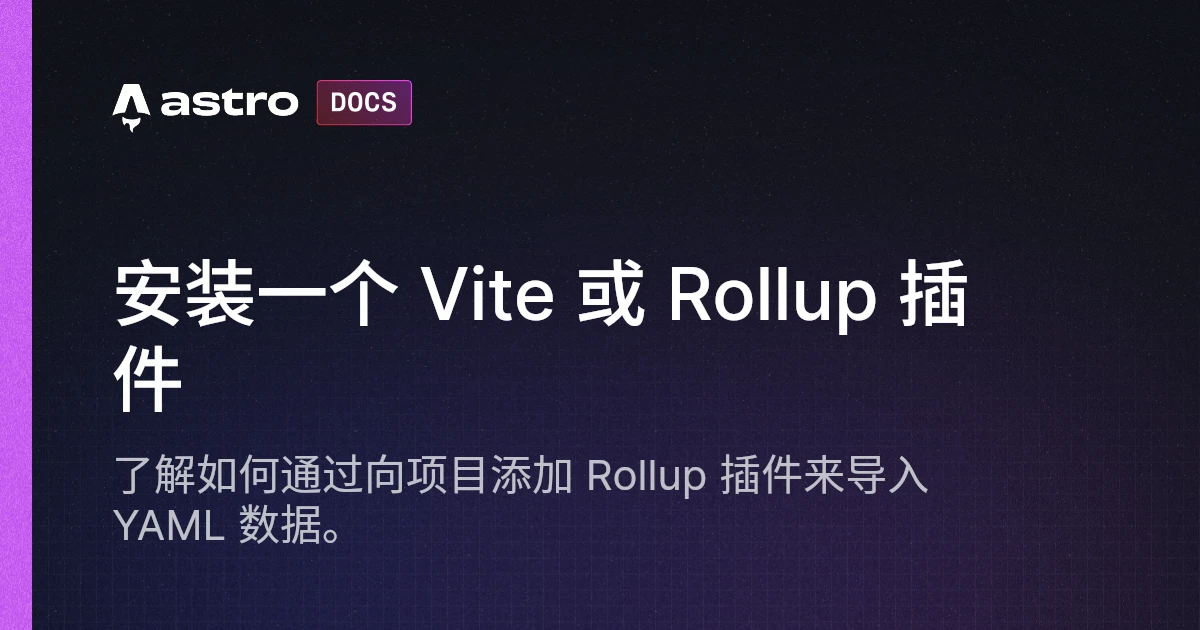 astro DOCS
安装一个 Vite 或 Rollup 插
件
了解如何通过向项目添加 Rollup 插件来导入
YAML 数据。